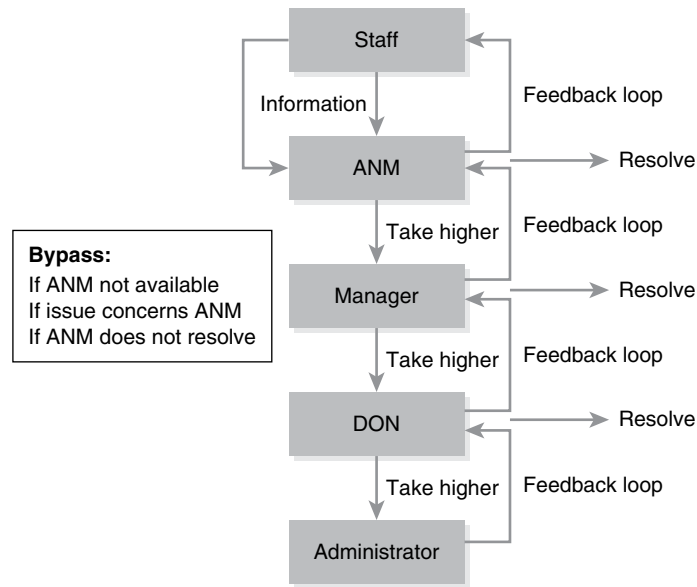 Staff
Information
Feedback loop
ANM
Resolve
Take higher
Feedback loop
Bypass:
If ANM not available
If issue concerns ANM
If ANM does not resolve
Manager
Resolve
Take higher
Feedback loop
DON
Resolve
Take higher
Feedback loop
Administrator